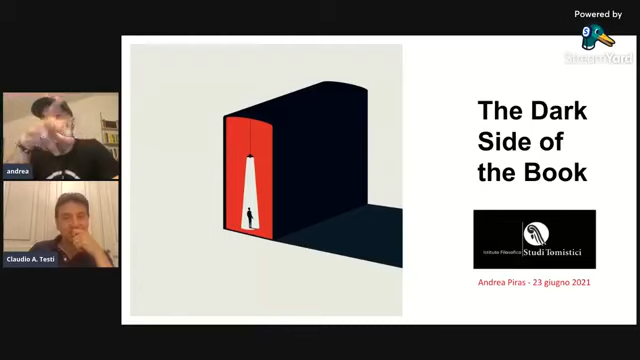 Powered by
StreamYard
The Dark
Side of
the Book
andrea
Istituto Filosofico Studi Tomistici
Claudio A. Testi
Andrea Piras - 23 giugno 2021